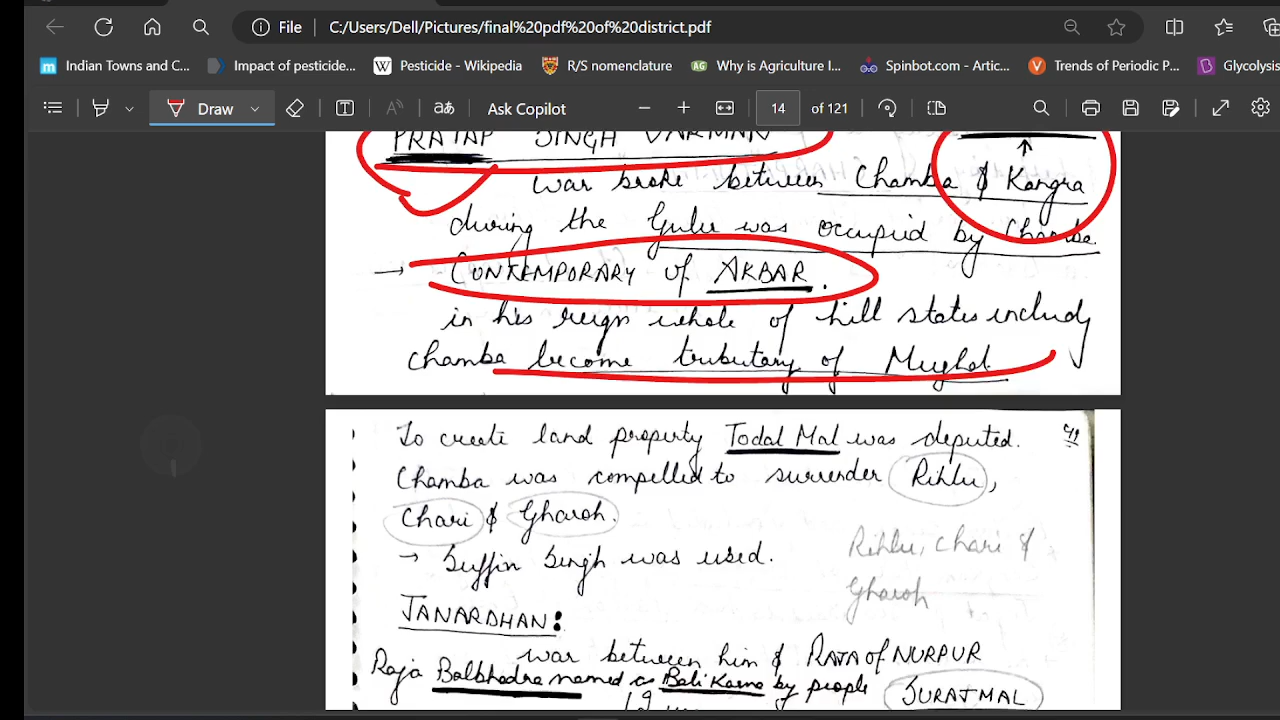 File C:/Users/Dell/Pictures/final%20pdf%20of%20district.pdf
m Indian Towns and C... Impact of pesticide... W Pesticide - Wikipedia R/S nomenclature AG Why is Agriculture I... Spinbot.com - Artic... V Trends of Periodic P... Glycolysis
Draw aあ Ask Copilot 14 of 121
PRATAP SINGH VARMAN
war broke between Chamba & Kangra
during the Guler was occupied by Chamba
→ CONTEMPORARY of AKBAR.
in his reign whole of hill states includy
chamba become tributary of Mughal
To create land property Todal Mal was deputed.
Chamba was compelled to surrender Rihlu,
Chari & Gharoh.
→ Suffin Singh was used.
Rihlu, Chari &
Gharoh
JANARDHAN:
war between him & RAJA of NURPUR
Raja Balbhadra named as Bali Karna by people SURAJMAL